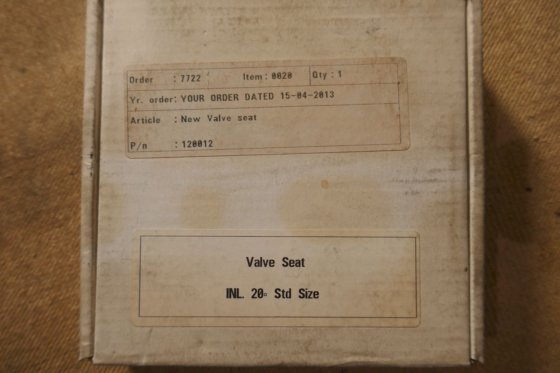 Order : 7722 Item : 0020 Qty : 1
Yr. order: YOUR ORDER DATED 15-04-2013
Article : New Valve seat
P/n : 120012
Valve Seat
INL. 20° Std Size